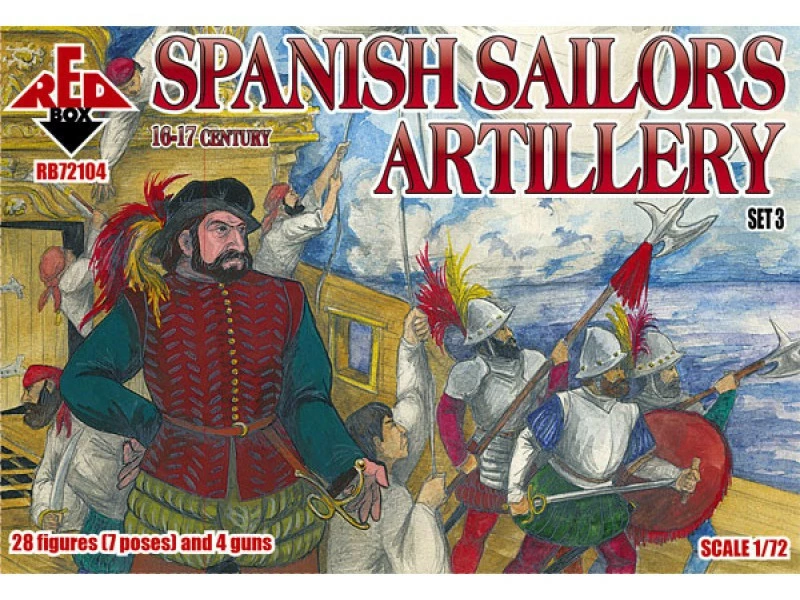 RED
BOX
RB72104
SPANISH SAILORS
16-17 CENTURY
ARTILLERY
SET 3
28 figures (7 poses) and 4 guns
SCALE 1/72